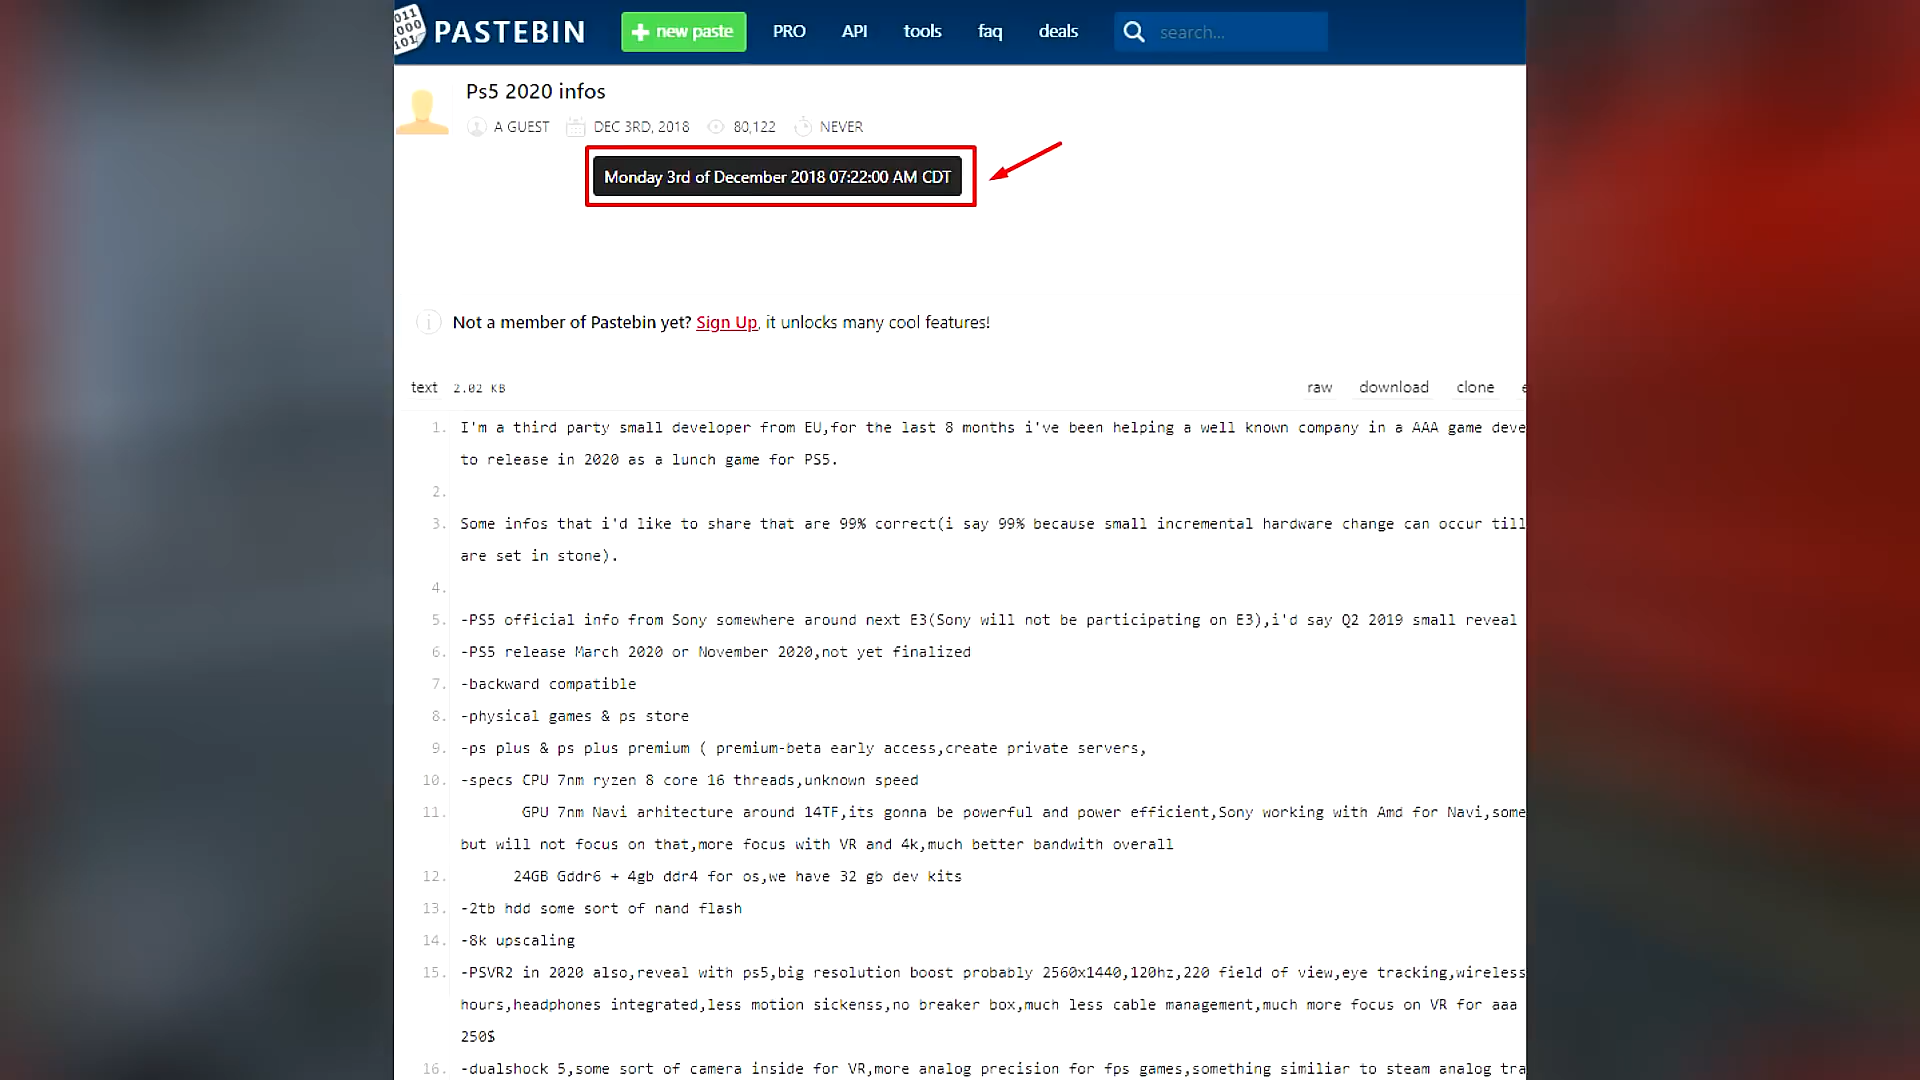 011
000
101
PASTEBIN
new paste
PRO
API
tools
faq
deals
search...
Ps5 2020 infos
A GUEST DEC 3RD, 2018 80,122 NEVER
Monday 3rd of December 2018 07:22:00 AM CDT
Not a member of Pastebin yet? Sign Up, it unlocks many cool features!
text 2.02 KB
raw download clone
1. I'm a third party small developer from EU,for the last 8 months i've been helping a well known company in a AAA game deve
to release in 2020 as a lunch game for PS5.
2.
3. Some infos that i'd like to share that are 99% correct(i say 99% because small incremental hardware change can occur till
are set in stone).
4.
5. -PS5 official info from Sony somewhere around next E3(Sony will not be participating on E3),i'd say Q2 2019 small reveal
6. -PS5 release March 2020 or November 2020,not yet finalized
7. -backward compatible
8. -physical games & ps store
9. -ps plus & ps plus premium ( premium-beta early access,create private servers,
10. -specs CPU 7nm ryzen 8 core 16 threads,unknown speed
11. GPU 7nm Navi arhitecture around 14TF,its gonna be powerful and power efficient,Sony working with Amd for Navi,some
but will not focus on that,more focus with VR and 4k,much better bandwith overall
12. 24GB Gddr6 + 4gb ddr4 for os,we have 32 gb dev kits
13. -2tb hdd some sort of nand flash
14. -8k upscaling
15. -PSVR2 in 2020 also,reveal with ps5,big resolution boost probably 2560x1440,120hz,220 field of view,eye tracking,wireless
hours,headphones integrated,less motion sickenss,no breaker box,much less cable management,much more focus on VR for aaa
250$
16. -dualshock 5,some sort of camera inside for VR,more analog precision for fps games,something similiar to steam analog tra